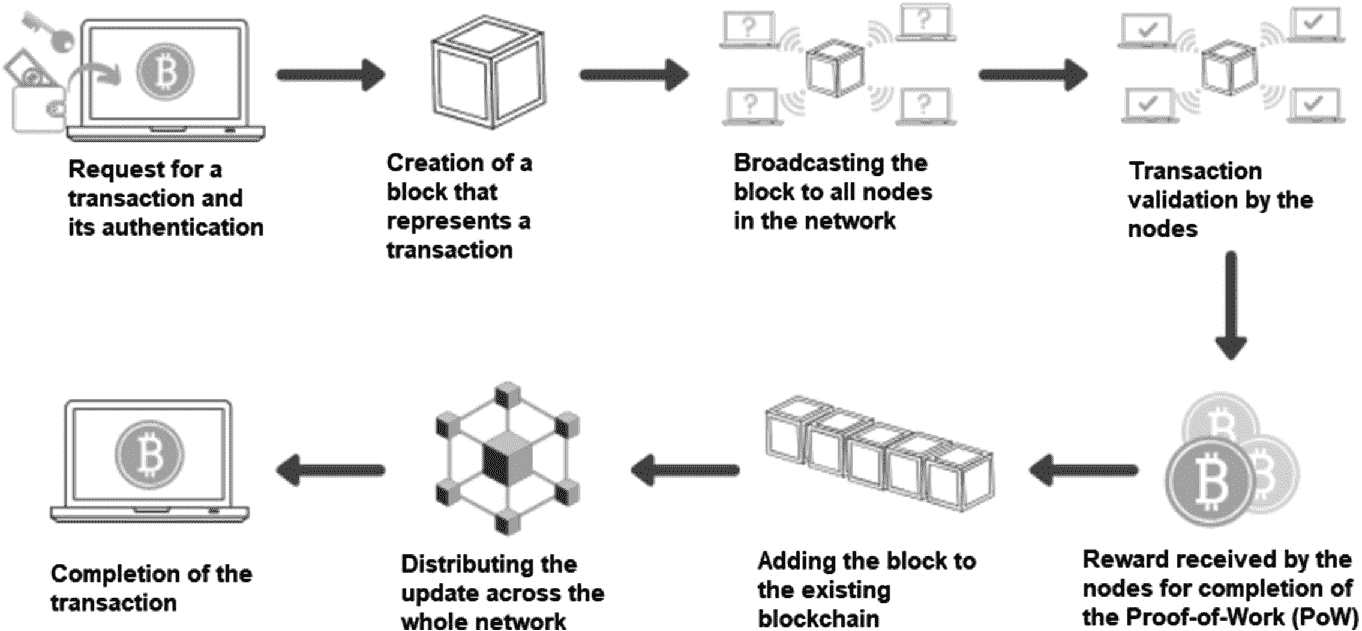 Request for a
transaction and
its authentication
Creation of a
block that
represents a
transaction
Broadcasting the
block to all nodes
in the network
Transaction
validation by the
nodes
Reward received by the
nodes for completion of
the Proof-of-Work (PoW)
Adding the block to
the existing
blockchain
Distributing the
update across the
whole network
Completion of the
transaction